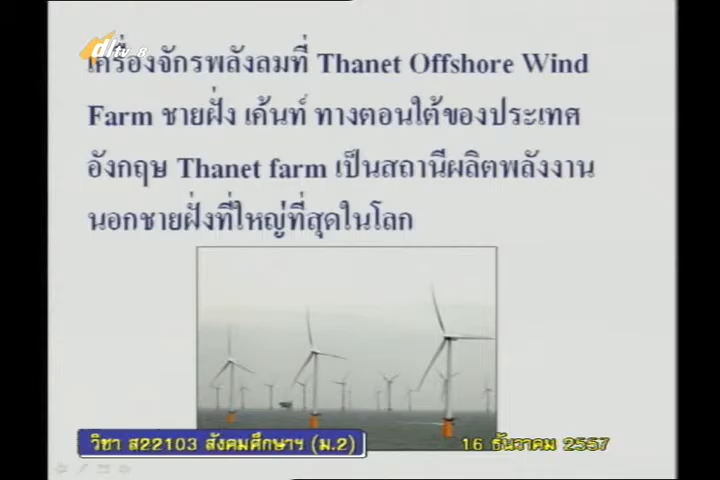 dltv 8
เครื่องจักรพลังลมที่ Thanet Offshore Wind
Farm ชายฝั่ง เค้นท์ ทางตอนใต้ของประเทศ
อังกฤษ Thanet farm เป็นสถานีผลิตพลังงาน
นอกชายฝั่งที่ใหญ่ที่สุดในโลก
วิชา ส22103 สังคมศึกษาฯ (ม.2)
16 ธันวาคม 2557